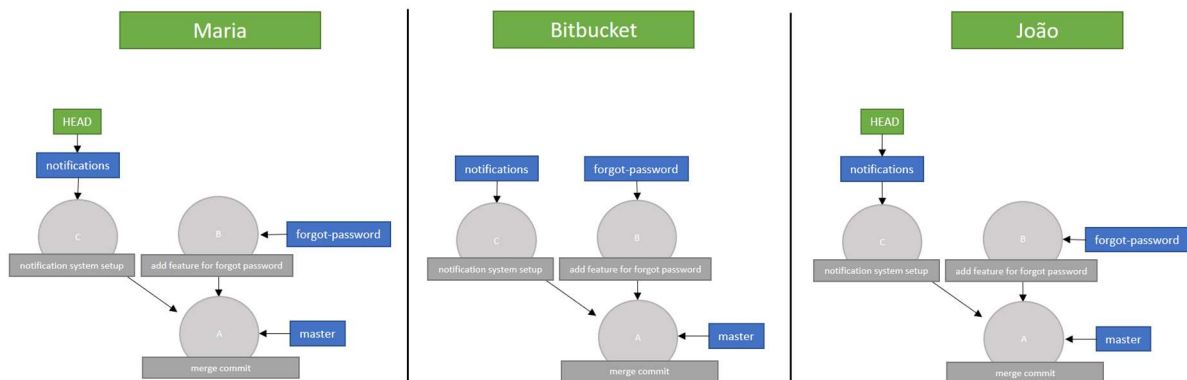 Maria
HEAD
notifications
C
B
forgot-password
notification system setup
add feature for forgot password
A
master
merge commit
Bitbucket
notifications
forgot-password
C
B
notification system setup
add feature for forgot password
A
master
merge commit
João
HEAD
notifications
C
B
forgot-password
notification system setup
add feature for forgot password
A
master
merge commit